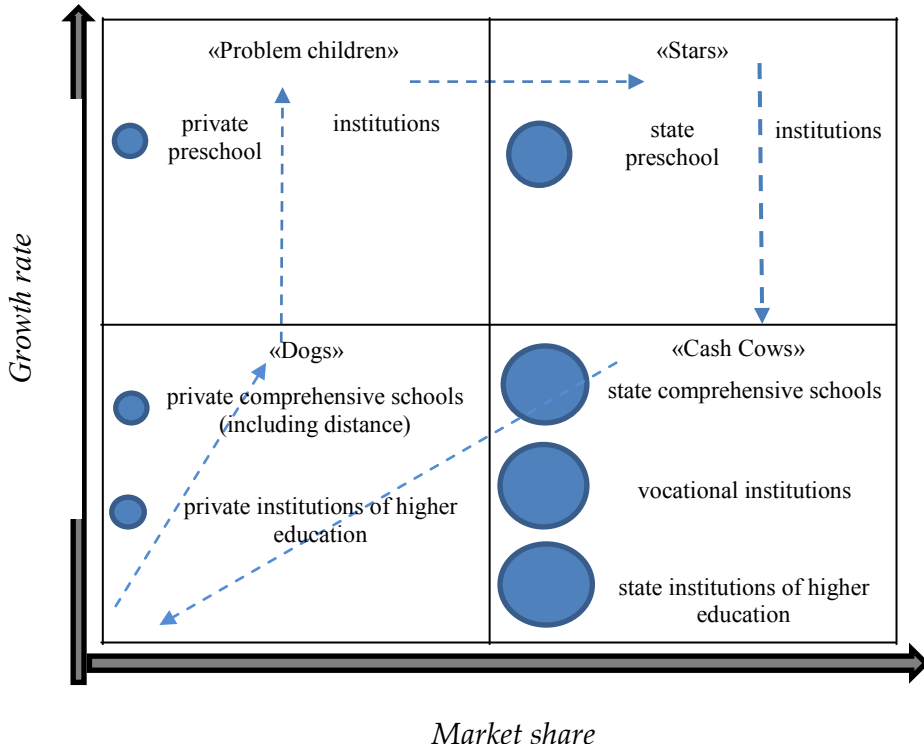 «Problem children»
private
preschool
institutions
«Stars»
state
preschool
institutions
Growth rate
«Dogs»
private comprehensive schools
(including distance)
private institutions of higher
education
«Cash Cows»
state comprehensive schools
vocational institutions
state institutions of higher
education
Market share